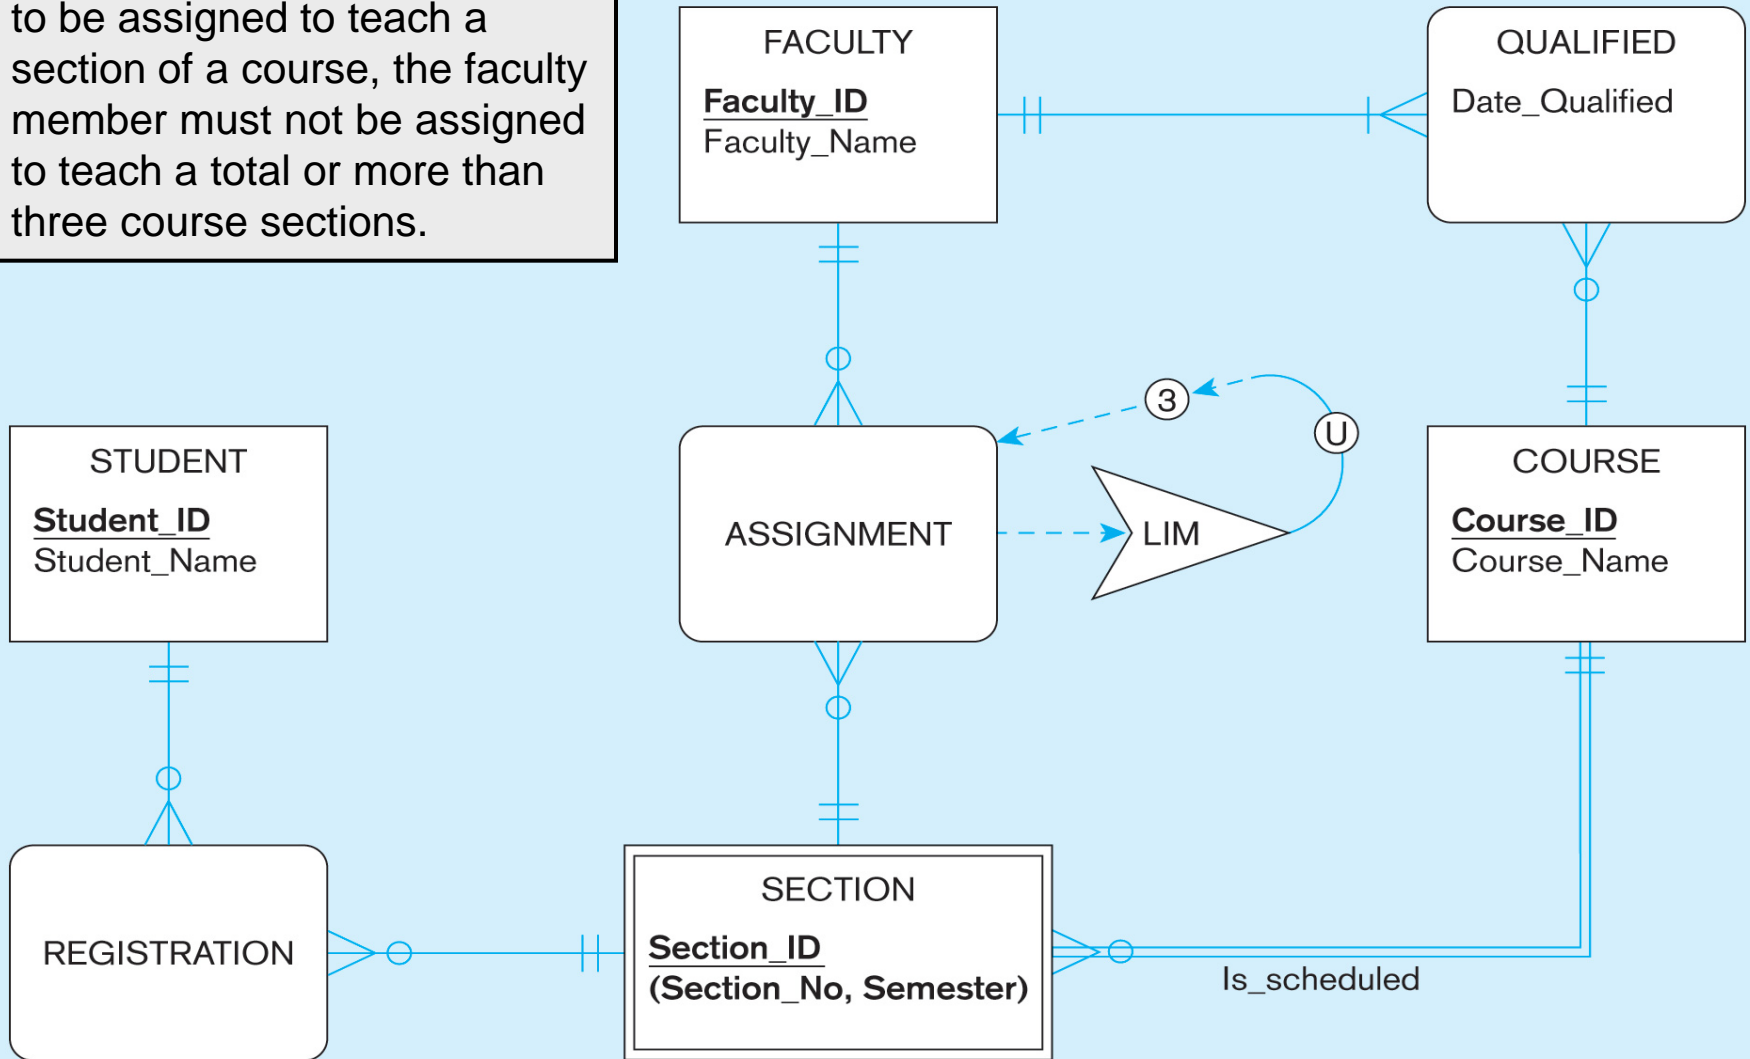 to be assigned to teach a
section of a course, the faculty
member must not be assigned
to teach a total or more than
three course sections.
FACULTY
Faculty_ID
Faculty_Name
QUALIFIED
Date_Qualified
3
U
STUDENT
Student_ID
Student_Name
ASSIGNMENT
LIM
COURSE
Course_ID
Course_Name
REGISTRATION
SECTION
Section_ID
(Section_No, Semester)
Is_scheduled